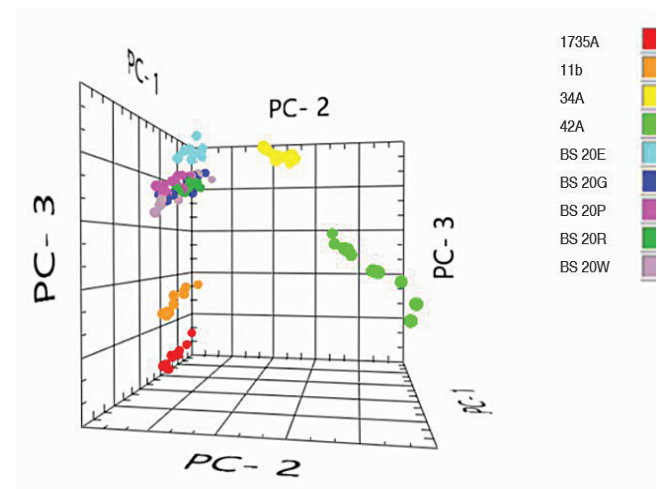 PC-1
PC- 2
PC- 3
PC- 3
PC-1
PC- 2
1735A
11b
34A
42A
BS 20E
BS 20G
BS 20P
BS 20R
BS 20W